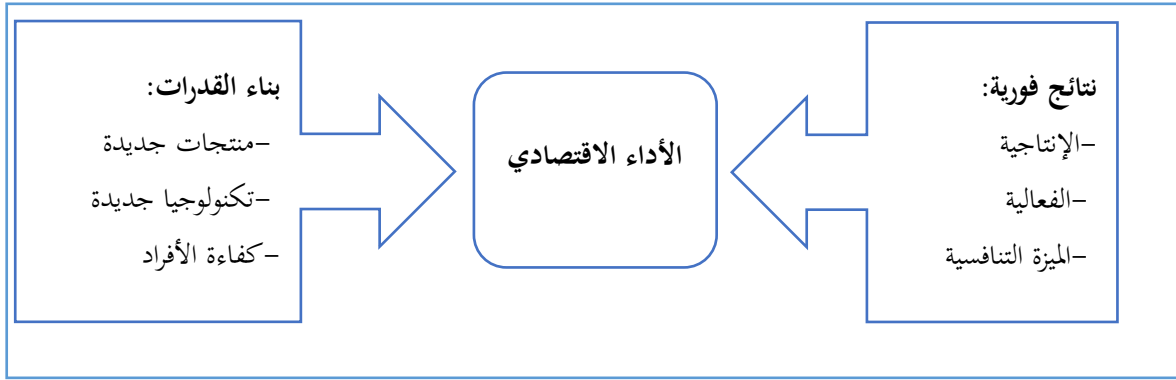 نتائج فورية:
-الإنتاجية
-الفعالية
-الميزة التنافسية
الأداء الاقتصادي
بناء القدرات:
-منتجات جديدة
-تكنولوجيا جديدة
-كفاءة الأفراد